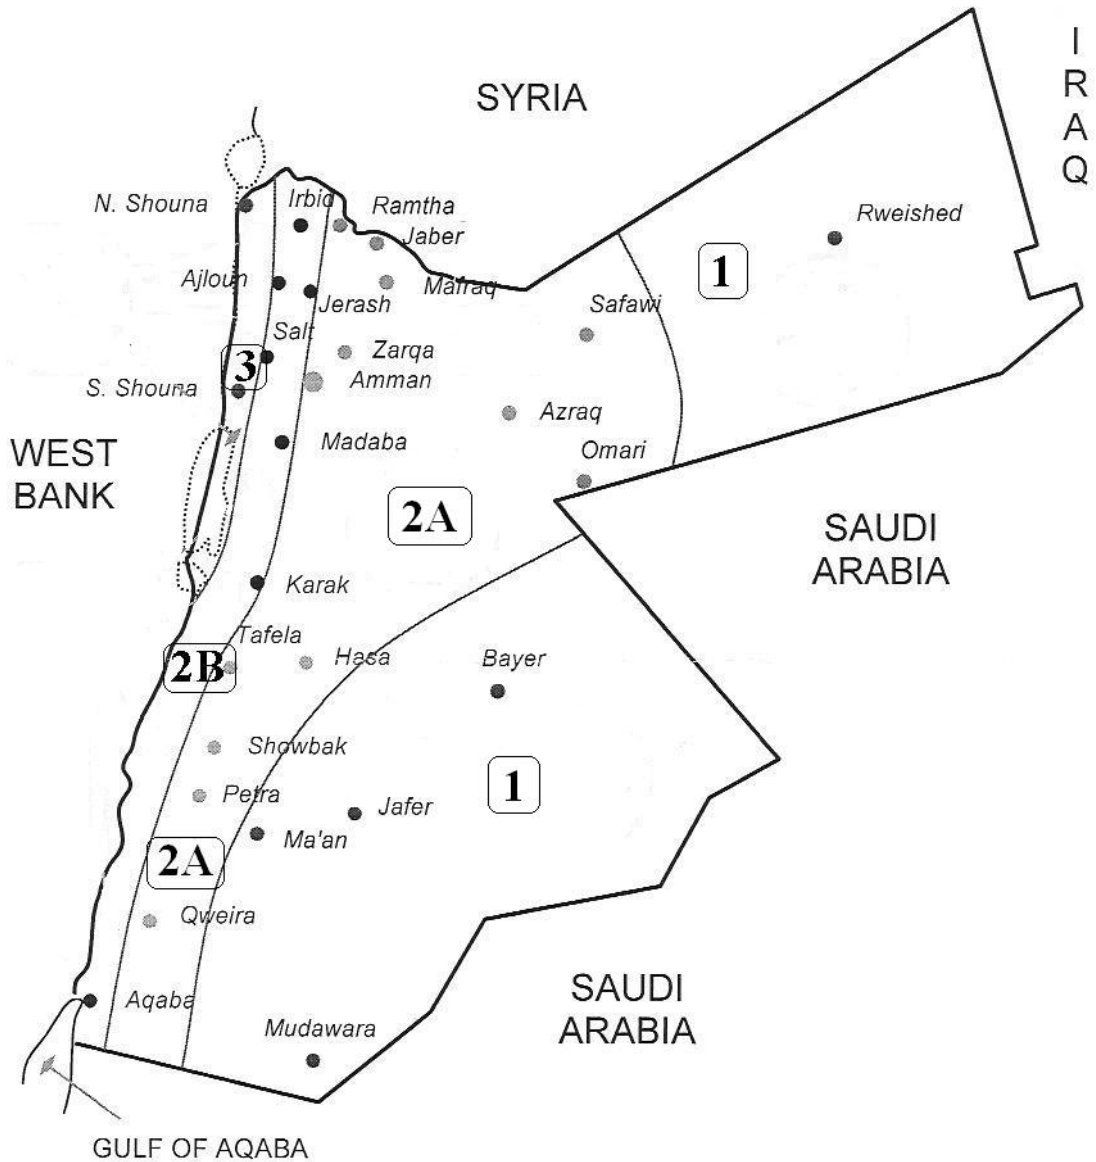 I
R
A
Q
SYRIA
N. Shouna
Irbid
Ramtha
Rweished
Jaber
1
Ajloun
Mafraq
Jerash
Safawi
Salt
Zarqa
3
Amman
S. Shouna
Azraq
Madaba
Omari
WEST
BANK
2A
SAUDI
ARABIA
Karak
Tafela
2B
Hasa
Bayer
Showbak
1
Petra
Jafer
Ma'an
2A
Qweira
Aqaba
SAUDI
ARABIA
Mudawara
GULF OF AQABA